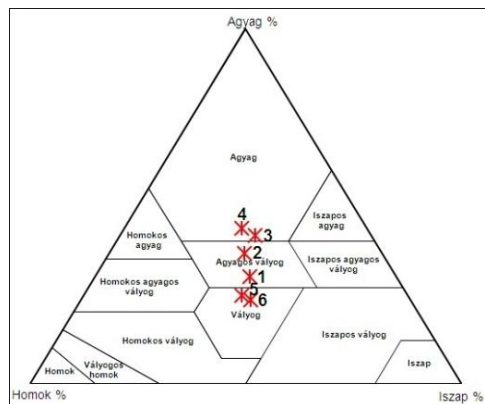 Agyag %
Agyag
4
3
Iszapos
agyag
Homokos
agyag
2
Agyagos vályog
Iszapos agyagos
vályog
1
Homokos agyagos
vályog
5
6
Vályog
Homokos vályog
Iszapos vályog
Homok
Vályogos
homok
Iszap
Homok %
Iszap %